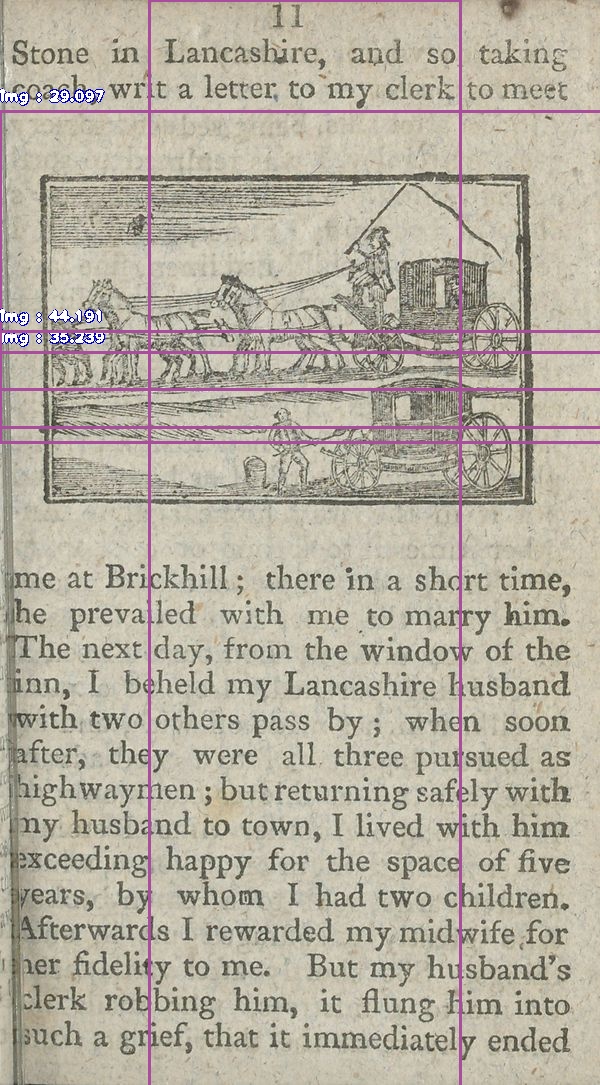 11
Stone in Lancashire, and so taking
coach, writ a letter to my clerk to meet
img : 29.097
img : 44.191
img : 35.239
me at Brickhill ; there in a short time,
he prevailed with me to marry him.
The next day, from the window of the
inn, I beheld my Lancashire husband
with two others pass by ; when soon
after, they were all three pursued as
highwaymen ; but returning safely with
my husband to town, I lived with him
exceeding happy for the space of five
years, by whom I had two children.
Afterwards I rewarded my midwife for
her fidelity to me. But my husband's
clerk robbing him, it flung him into
such a grief, that it immediately ended